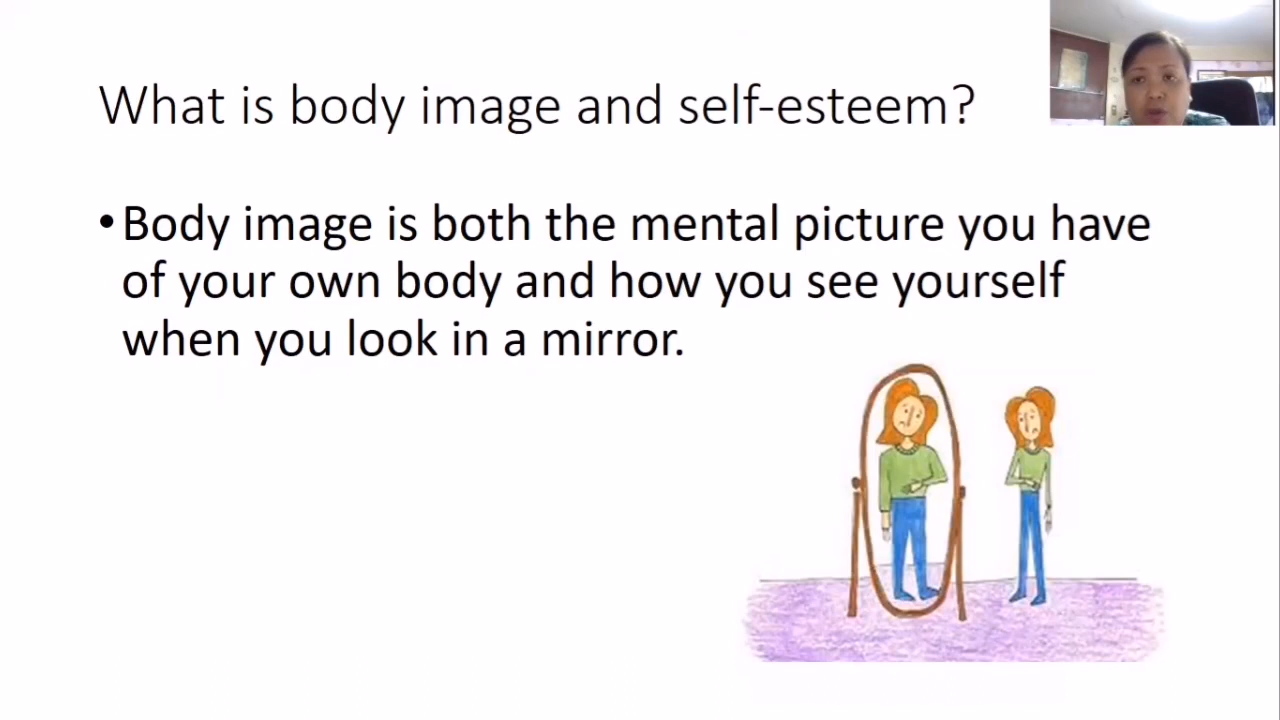 What is body image and self-esteem?
•Body image is both the mental picture you have
of your own body and how you see yourself
when you look in a mirror.